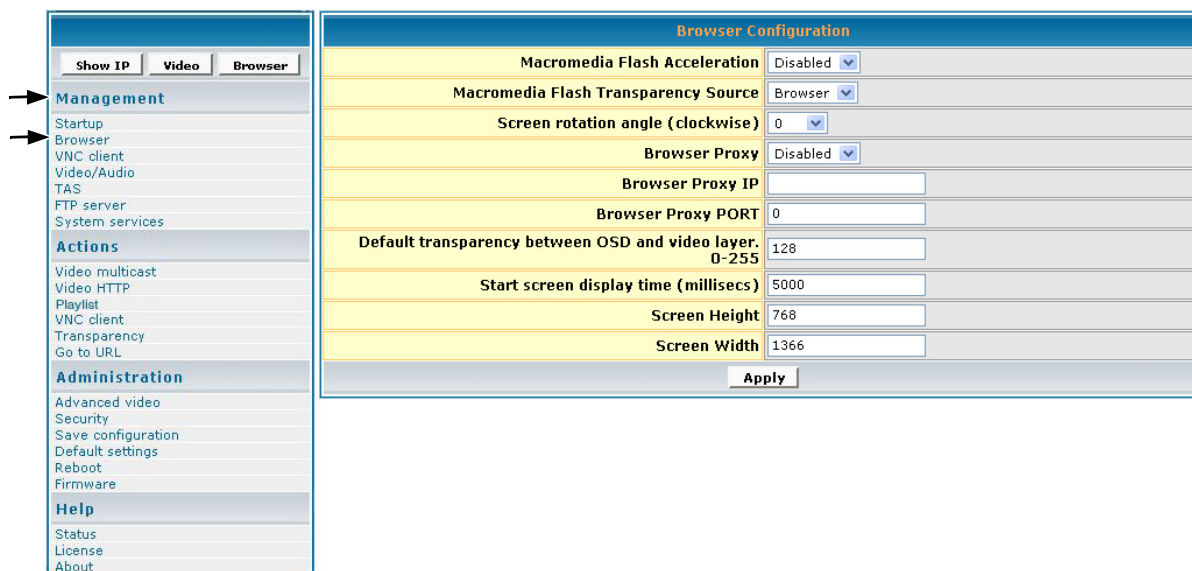 Show IP Video Browser
Management
Startup
Browser
VNC client
Video/Audio
TAS
FTP server
System services
Actions
Video multicast
Video HTTP
Playlist
VNC client
Transparency
Go to URL
Administration
Advanced video
Security
Save configuration
Default settings
Reboot
Firmware
Help
Status
License
About
Browser Configuration
Macromedia Flash Acceleration Disabled
Macromedia Flash Transparency Source Browser
Screen rotation angle (clockwise) 0
Browser Proxy Disabled
Browser Proxy IP
Browser Proxy PORT 0
Default transparency between OSD and video layer.
0-255 128
Start screen display time (millisecs) 5000
Screen Height 768
Screen Width 1366
Apply